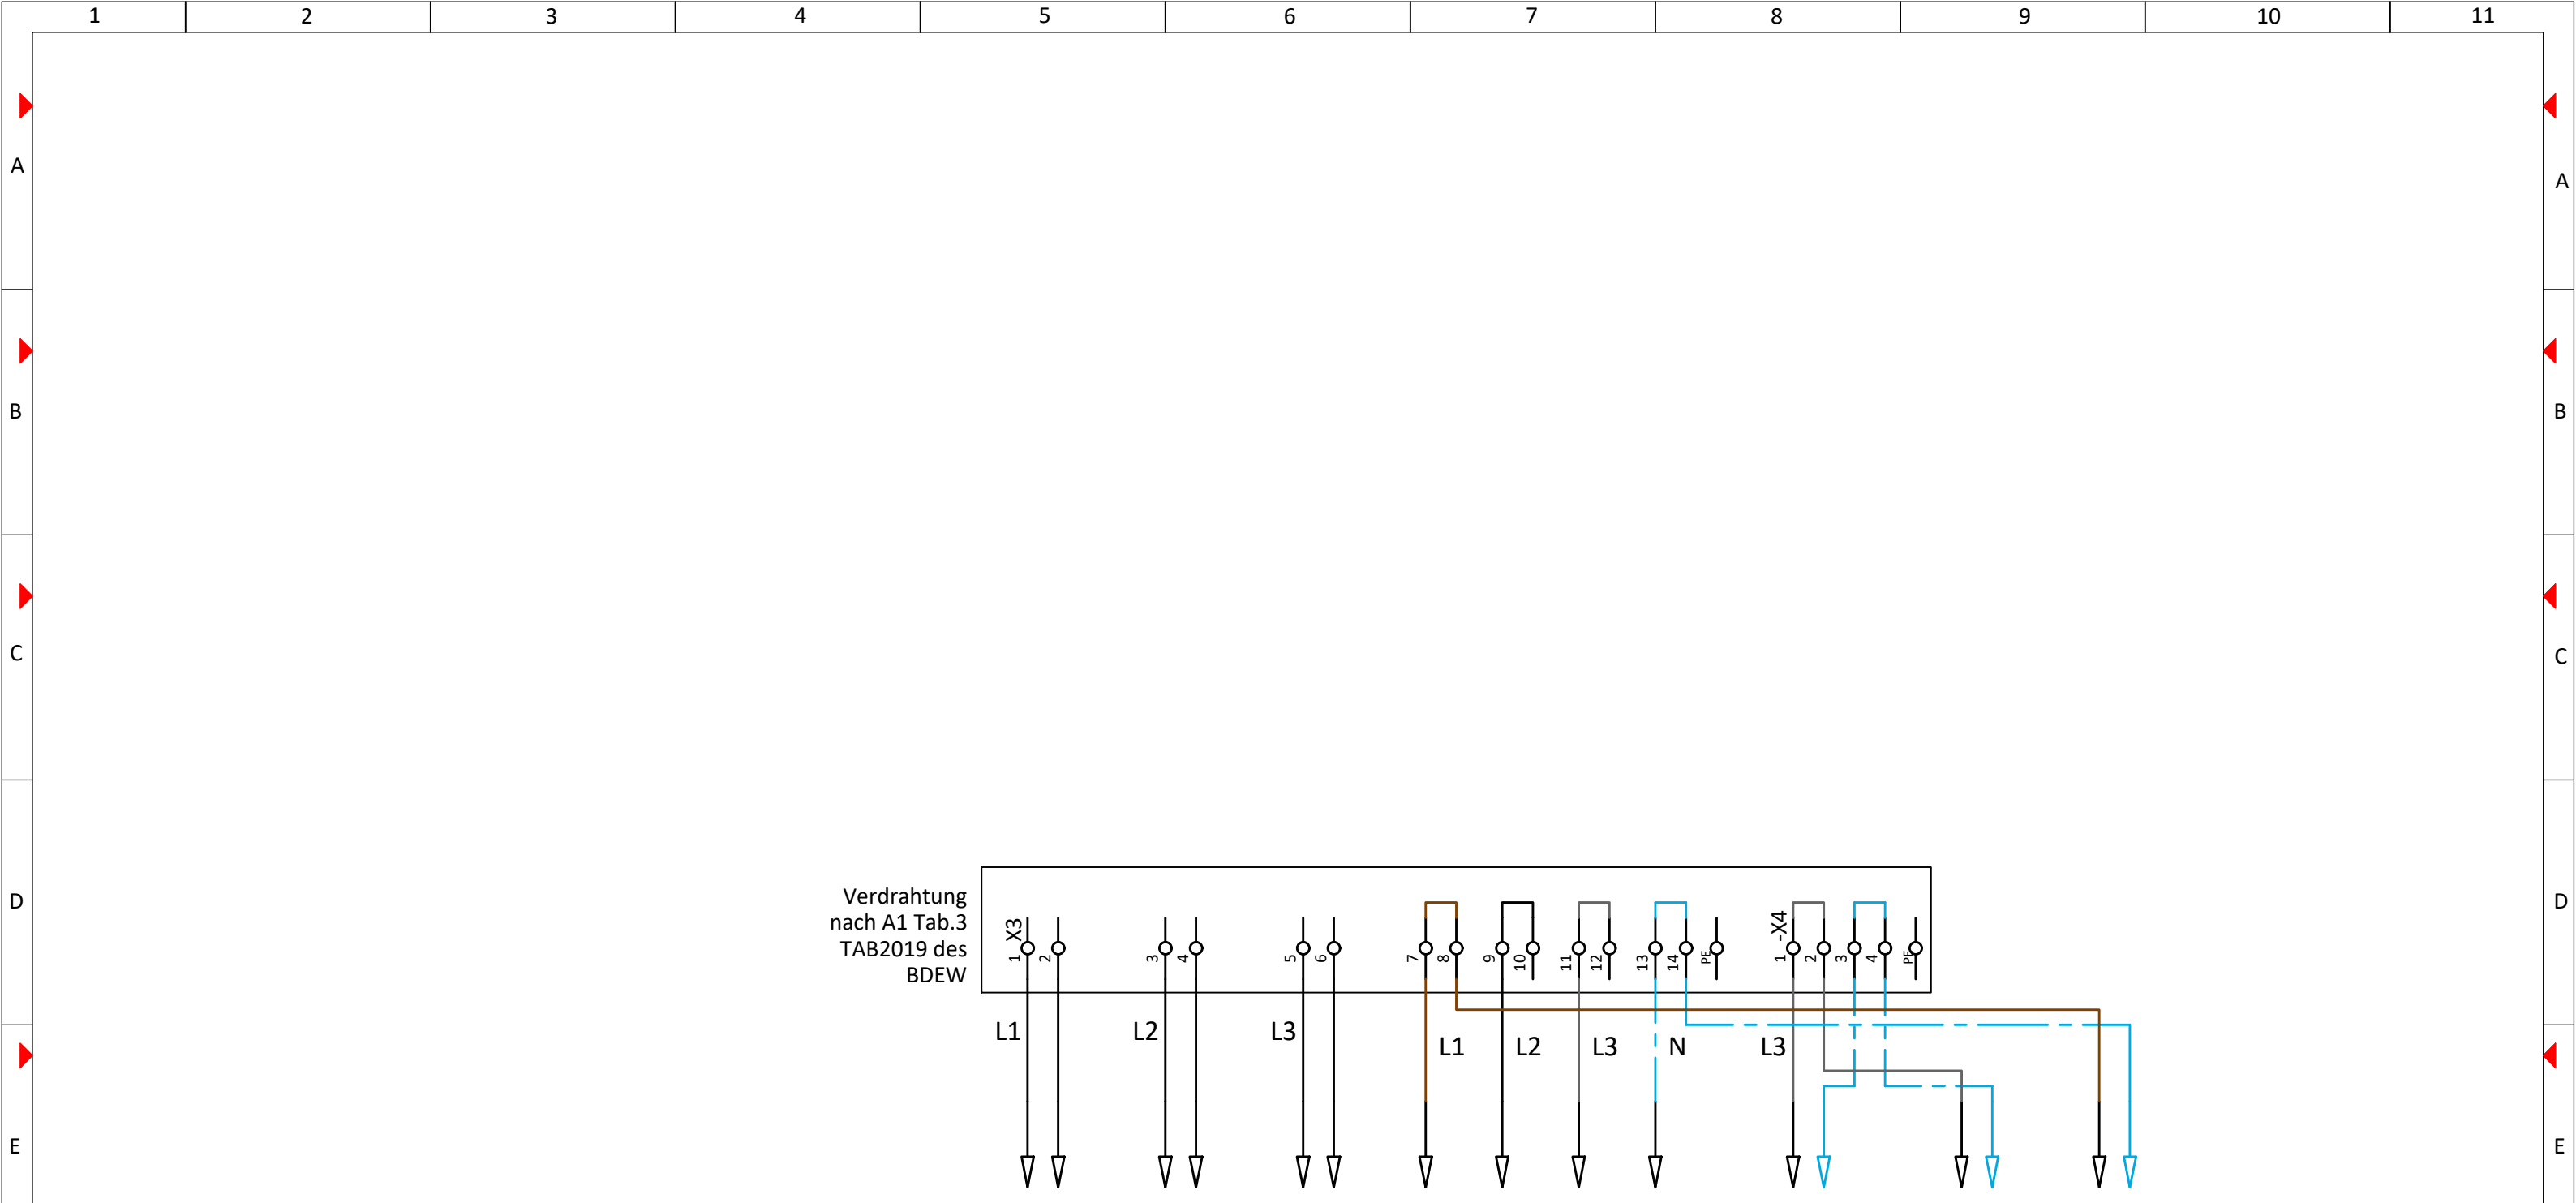 1 2 3 4 5 6 7 8 9 10 11
A A
B B
C C
D D
Verdrahtung
nach A1 Tab.3
TAB2019 des
BDEW
X3 -X4
1 2 3 4 5 6 7 8 9 10 11 12 13 14 PE 1 2 3 4 PE
L1 L2 L3
L1 L2 L3 N L3
E E